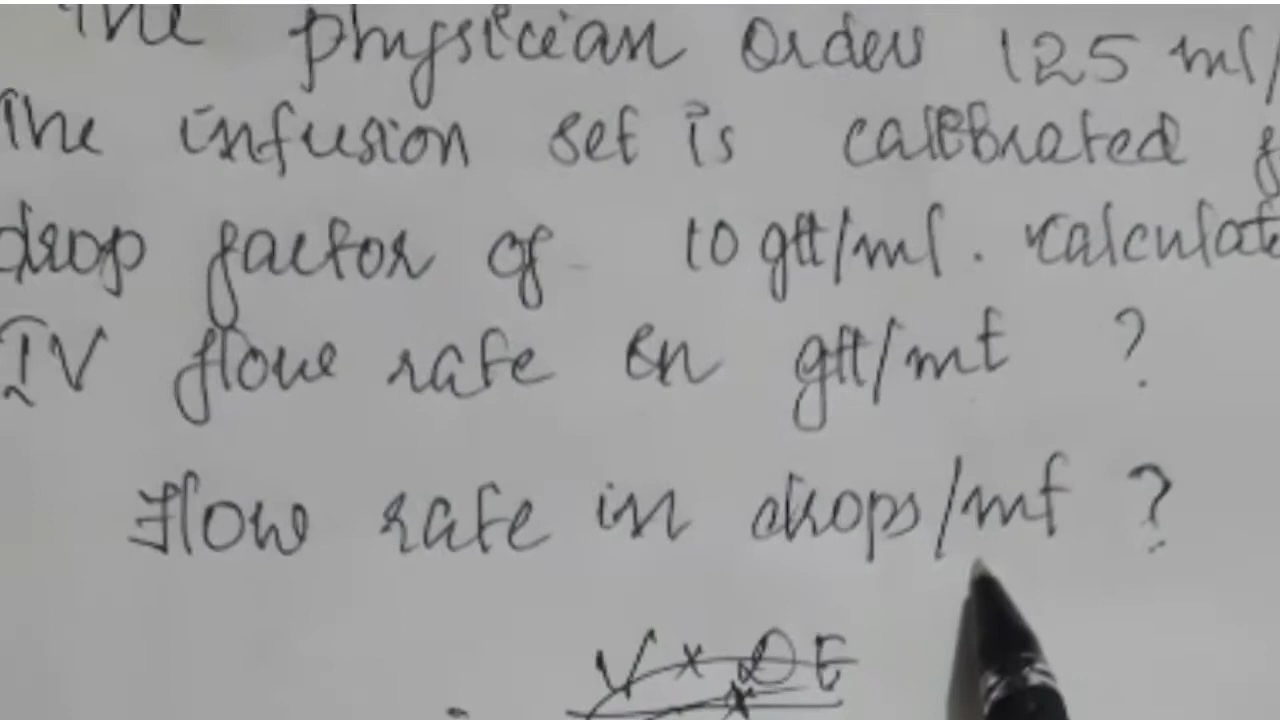 The physician orders 125 ml/
The infusion set is calibrated
drop factor of 10 gtt/ml. calculate
IV flow rate in gtt/mt ?
Flow rate in drops/mt ?
V × DF